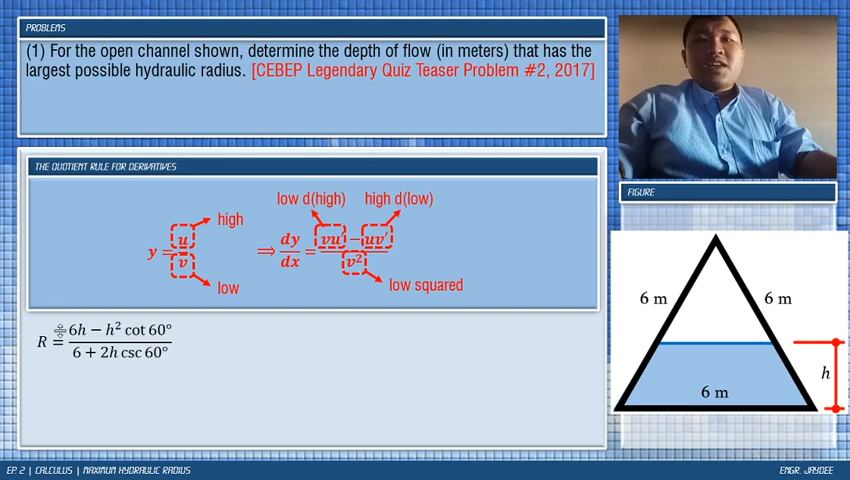 PROBLEMS
(1) For the open channel shown, determine the depth of flow (in meters) that has the
largest possible hydraulic radius. [CEBEP Legendary Quiz Teaser Problem #2, 2017]
THE QUOTIENT RULE FOR DERIVATIVES
low d(high) high d(low)
high
y = u/v ⇒ dy/dx = (vu′ − uv′)/v²
low
low squared
R = (6h − h² cot 60°)/(6 + 2h csc 60°)
FIGURE
6 m 6 m
h
6 m
EP. 2 | CALCULUS | MAXIMUM HYDRAULIC RADIUS
ENGR. JAYDEE